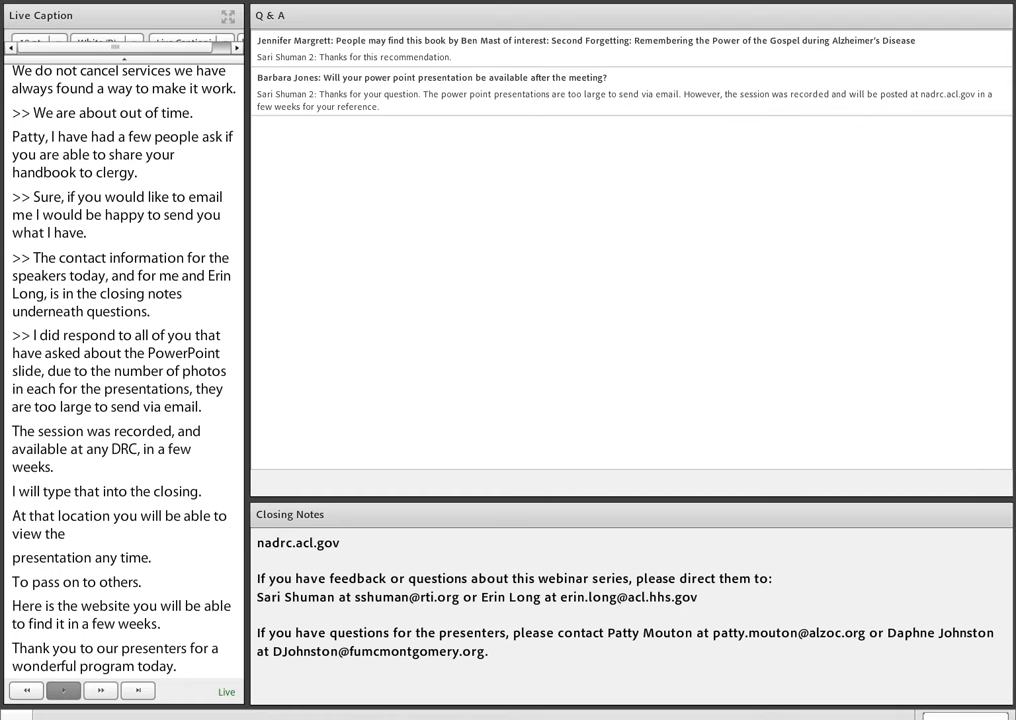 Live Caption
We do not cancel services we have
always found a way to make it work.
>> We are about out of time.
Patty, I have had a few people ask if
you are able to share your
handbook to clergy.
>> Sure, if you would like to email
me I would be happy to send you
what I have.
>> The contact information for the
speakers today, and for me and Erin
Long, is in the closing notes
underneath questions.
>> I did respond to all of you that
have asked about the PowerPoint
slide, due to the number of photos
in each for the presentations, they
are too large to send via email.
The session was recorded, and
available at any DRC, in a few
weeks.
I will type that into the closing.
At that location you will be able to
view the
presentation any time.
To pass on to others.
Here is the website you will be able
to find it in a few weeks.
Thank you to our presenters for a
wonderful program today.
Live
Q & A
Jennifer Margrett: People may find this book by Ben Mast of interest: Second Forgetting: Remembering the Power of the Gospel during Alzheimer's Disease
Sari Shuman 2: Thanks for this recommendation.
Barbara Jones: Will your power point presentation be available after the meeting?
Sari Shuman 2: Thanks for your question. The power point presentations are too large to send via email. However, the session was recorded and will be posted at nadrc.acl.gov in a
few weeks for your reference.
Closing Notes
nadrc.acl.gov
If you have feedback or questions about this webinar series, please direct them to:
Sari Shuman at sshuman@rti.org or Erin Long at erin.long@acl.hhs.gov
If you have questions for the presenters, please contact Patty Mouton at patty.mouton@alzoc.org or Daphne Johnston
at DJohnston@fumcmontgomery.org.